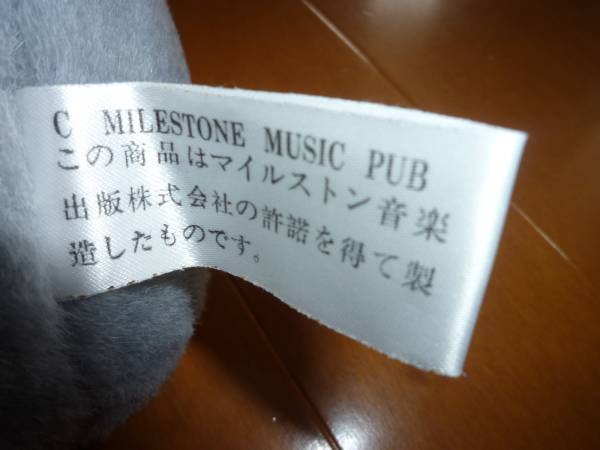 C MILESTONE MUSIC PUB
この商品はマイルストン音楽
出版株式会社の許諾を得て製
造したものです。